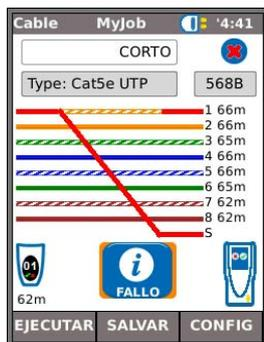 Cable MyJob '4:41
CORTO
Type: Cat5e UTP 568B
1 66m
2 66m
3 65m
4 66m
5 66m
6 65m
7 62m
8 62m
S
01
i
62m
FALLO
EJECUTAR SALVAR CONFIG